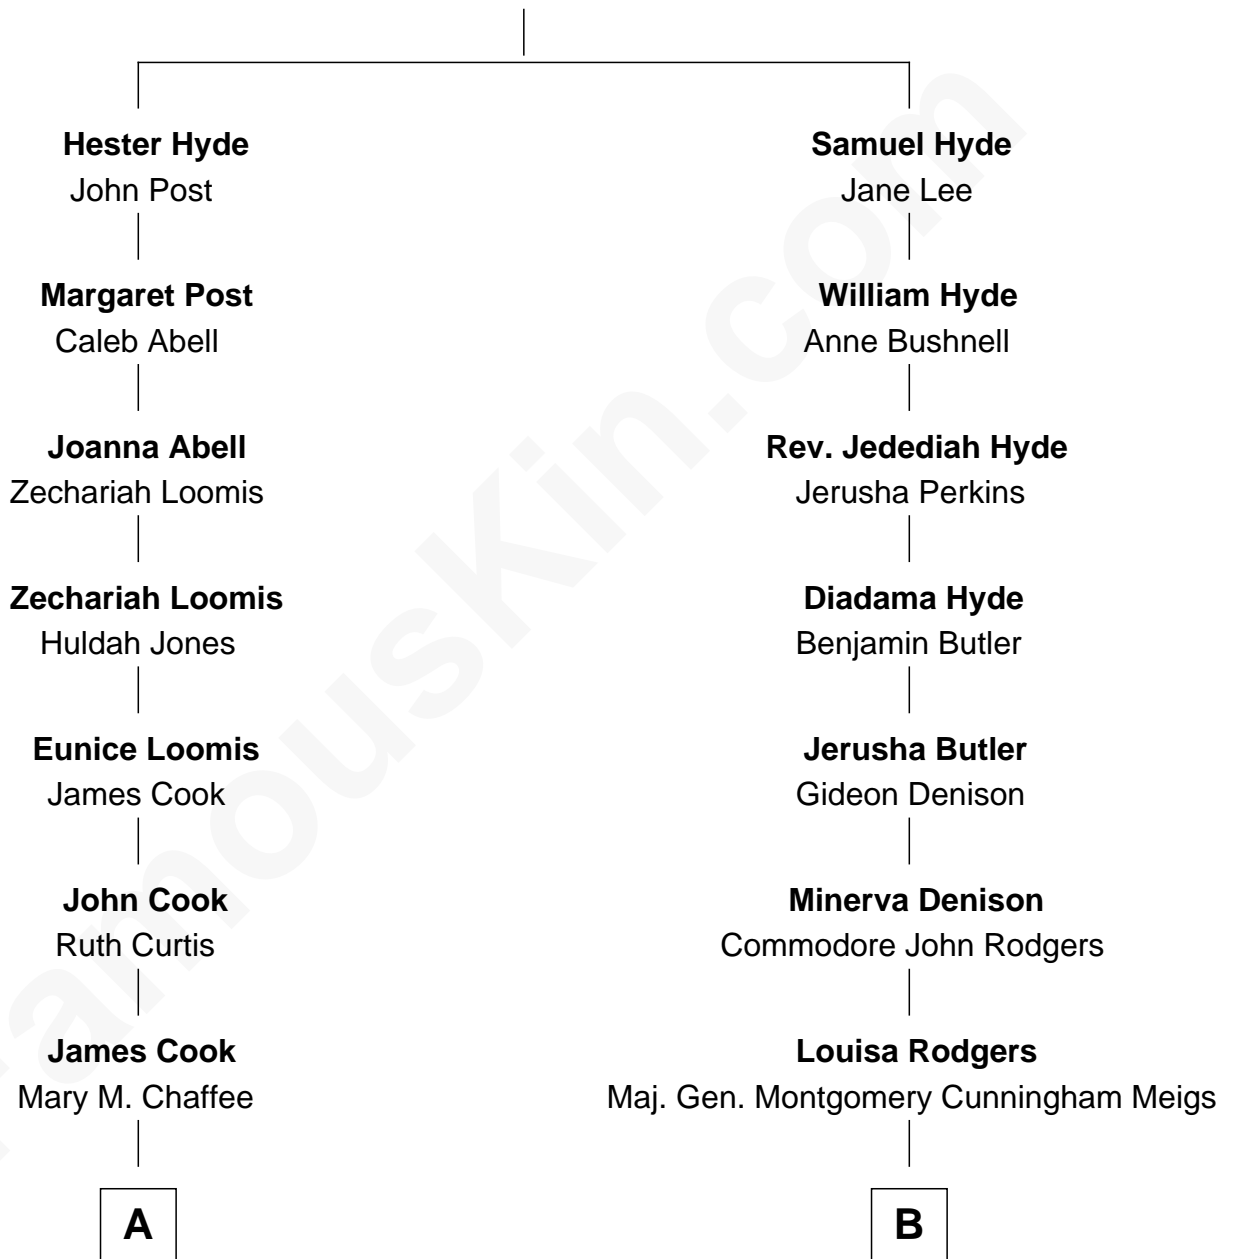 Hester Hyde
John Post
Samuel Hyde
Jane Lee
Margaret Post
Caleb Abell
William Hyde
Anne Bushnell
Joanna Abell
Zechariah Loomis
Rev. Jedediah Hyde
Jerusha Perkins
Zechariah Loomis
Huldah Jones
Diadama Hyde
Benjamin Butler
Eunice Loomis
James Cook
Jerusha Butler
Gideon Denison
John Cook
Ruth Curtis
Minerva Denison
Commodore John Rodgers
James Cook
Mary M. Chaffee
Louisa Rodgers
Maj. Gen. Montgomery Cunningham Meigs
A
B
FamousKin.com